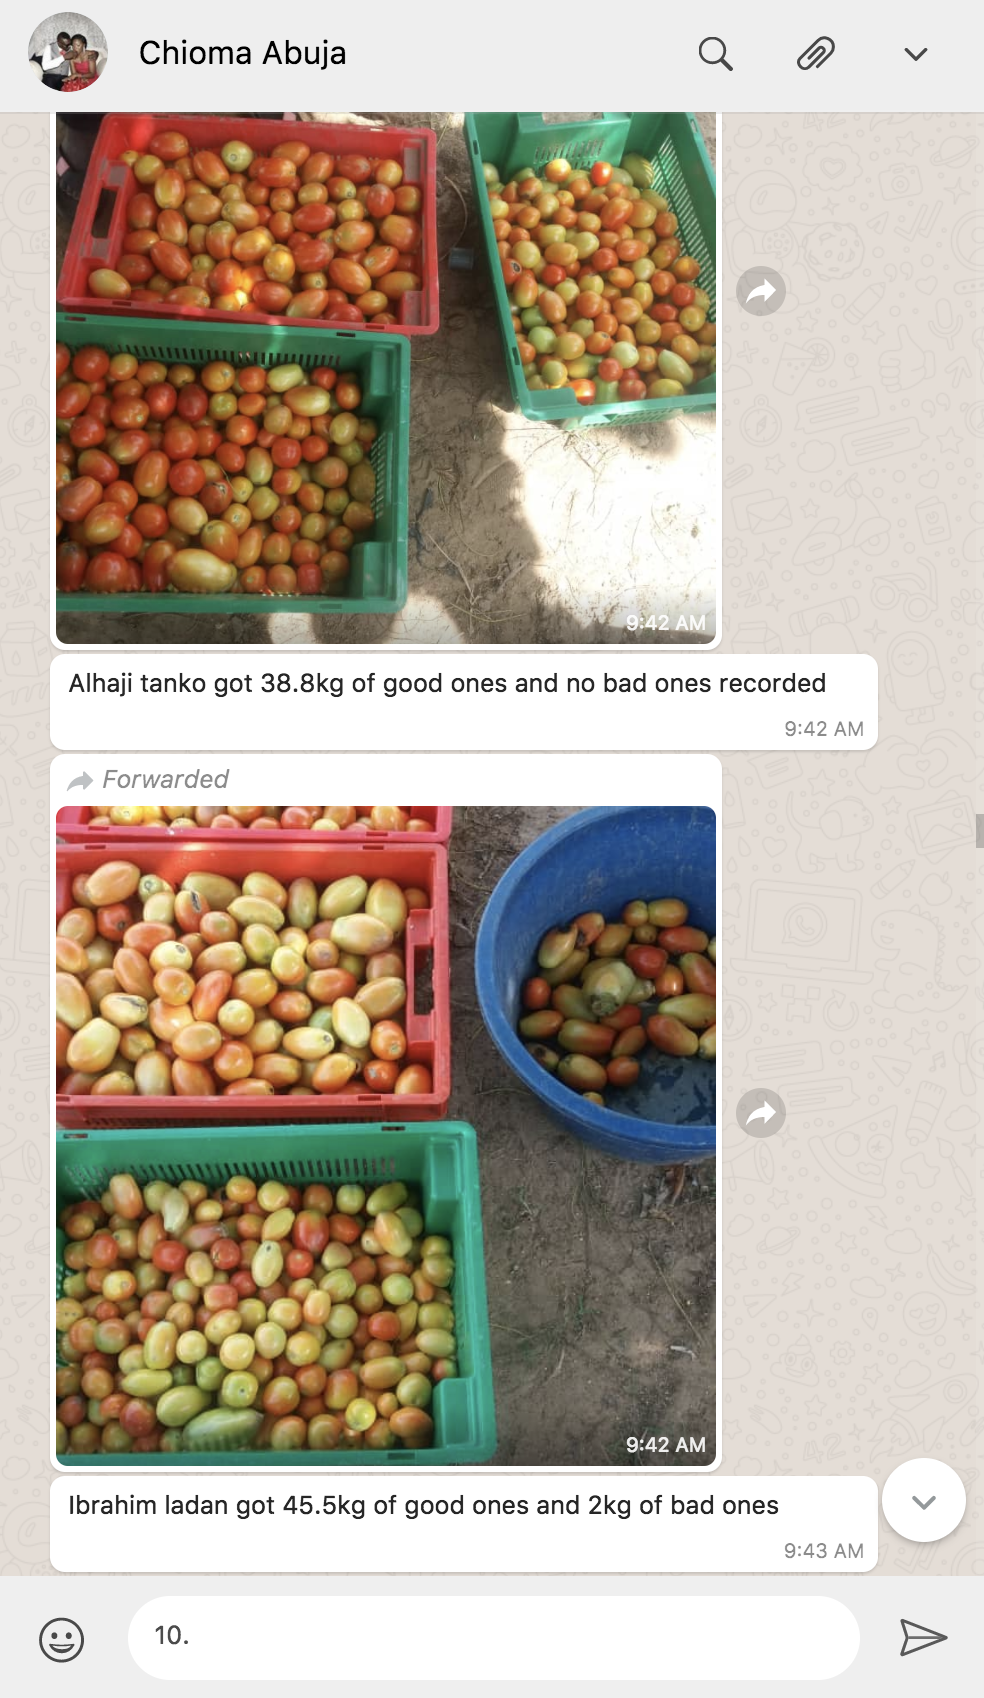 Chioma Abuja
9:42 AM
Alhaji tanko got 38.8kg of good ones and no bad ones recorded
9:42 AM
Forwarded
9:42 AM
Ibrahim ladan got 45.5kg of good ones and 2kg of bad ones
9:43 AM
10.